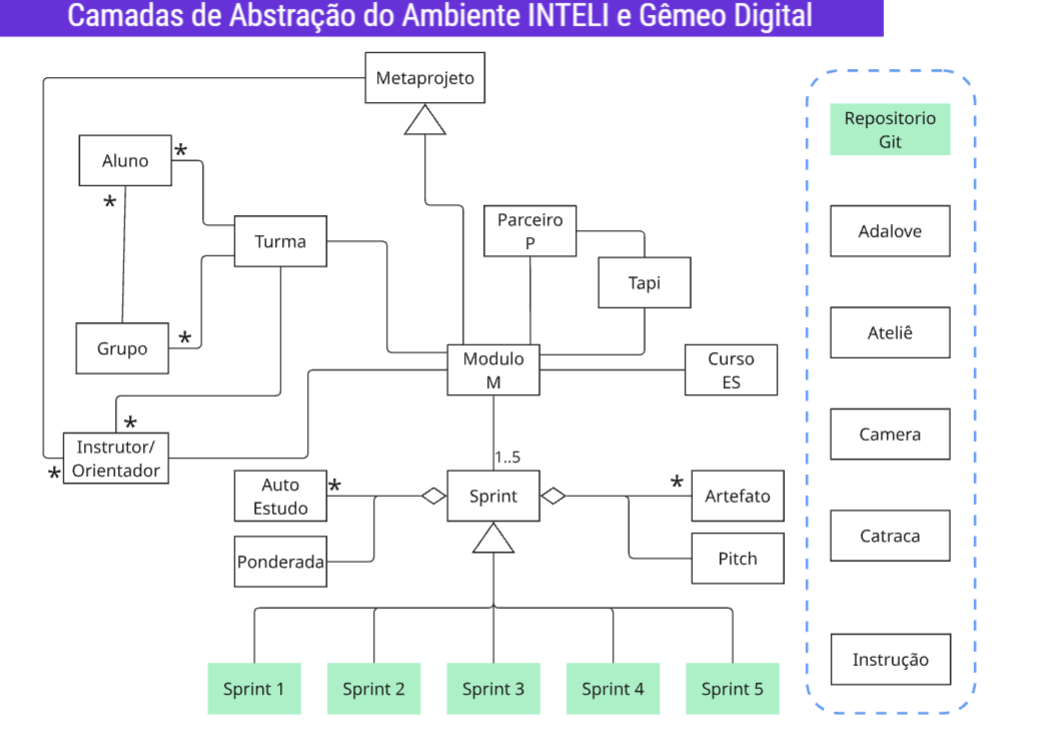 Camadas de Abstração do Ambiente INTELI e Gêmeo Digital
Metaprojeto
Repositorio
Git
Aluno
*
*
Parceiro
P
Turma
Adalove
Tapi
Grupo
*
Ateliê
Modulo
M
Curso
ES
*
Instrutor/
Orientador
*
Camera
1..5
Auto
Estudo
*
Sprint
*
Artefato
Catraca
Ponderada
Pitch
Instrução
Sprint 1
Sprint 2
Sprint 3
Sprint 4
Sprint 5